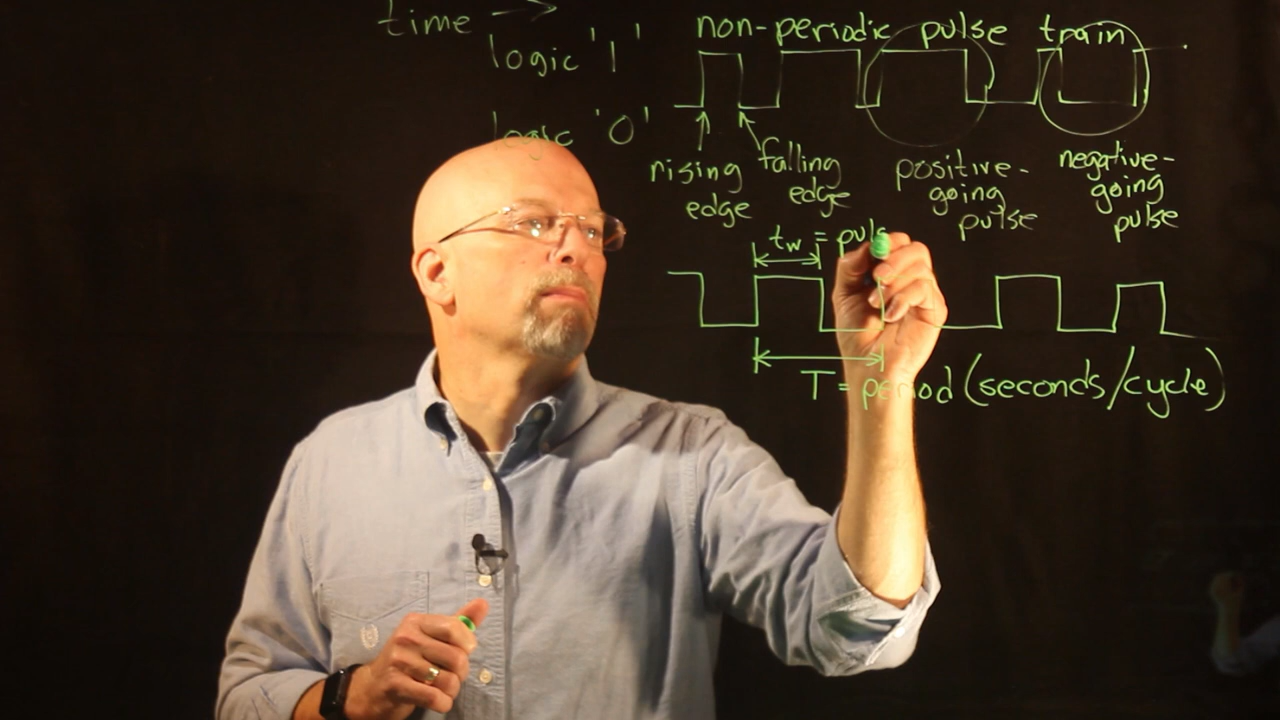 time →
non-periodic pulse train
logic '1'
logic '0'
rising edge
falling edge
positive-going pulse
negative-going pulse
tw = puls
T = period (seconds/cycle)